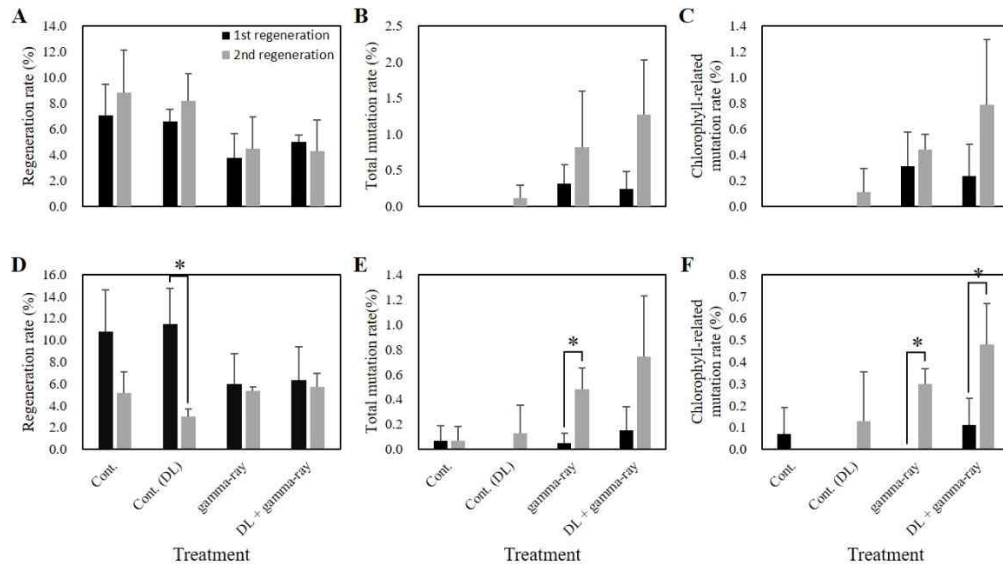 A
Regeneration rate (%)
14.0
12.0
10.0
8.0
6.0
4.0
2.0
0.0
1st regeneration
2nd regeneration
B
Total mutation rate (%)
2.5
2.0
1.5
1.0
0.5
0.0
C
Chlorophyll-related
mutation rate (%)
1.4
1.2
1.0
0.8
0.6
0.4
0.2
0.0
D
Regeneration rate (%)
16.0
14.0
12.0
10.0
8.0
6.0
4.0
2.0
0.0
*
Cont.
Cont. (DL)
gamma-ray
DL + gamma-ray
Treatment
E
Total mutation rate(%)
1.4
1.2
1.0
0.8
0.6
0.4
0.2
0.0
*
Cont.
Cont. (DL)
gamma-ray
DL + gamma-ray
Treatment
F
Chlorophyll-related
mutation rate (%)
0.8
0.7
0.6
0.5
0.4
0.3
0.2
0.1
0.0
*
*
Cont.
Cont. (DL)
gamma-ray
DL + gamma-ray
Treatment